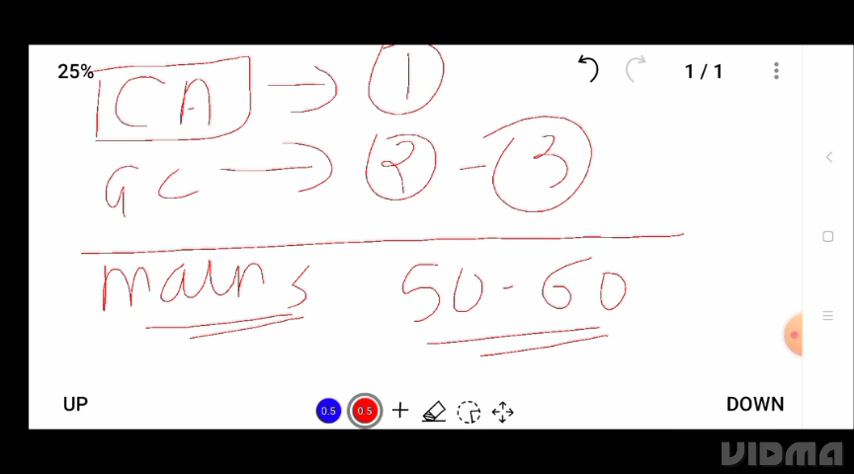 25% CA → 1 1 / 1
GC → 2 - 3
mains 50 - 60
UP 0.5 0.5 DOWN
VIDMA